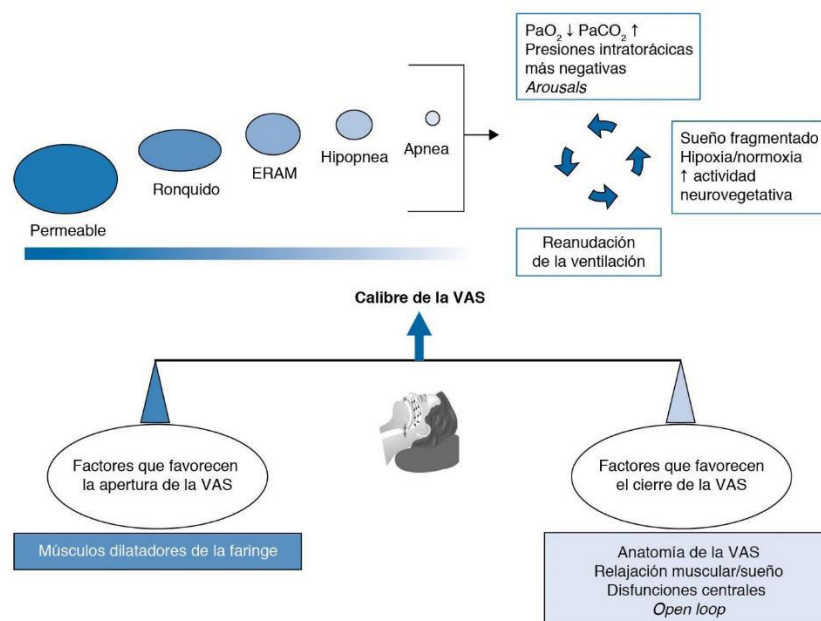 PaO₂ ↓ PaCO₂ ↑
Presiones intratorácicas
más negativas
Arousals
Permeable
Ronquido
ERAM
Hipopnea
Apnea
Sueño fragmentado
Hipoxia/normoxia
↑ actividad
neurovegetativa
Reanudación
de la ventilación
Calibre de la VAS
Factores que favorecen
la apertura de la VAS
Músculos dilatadores de la faringe
Factores que favorecen
el cierre de la VAS
Anatomía de la VAS
Relajación muscular/sueño
Disfunciones centrales
Open loop